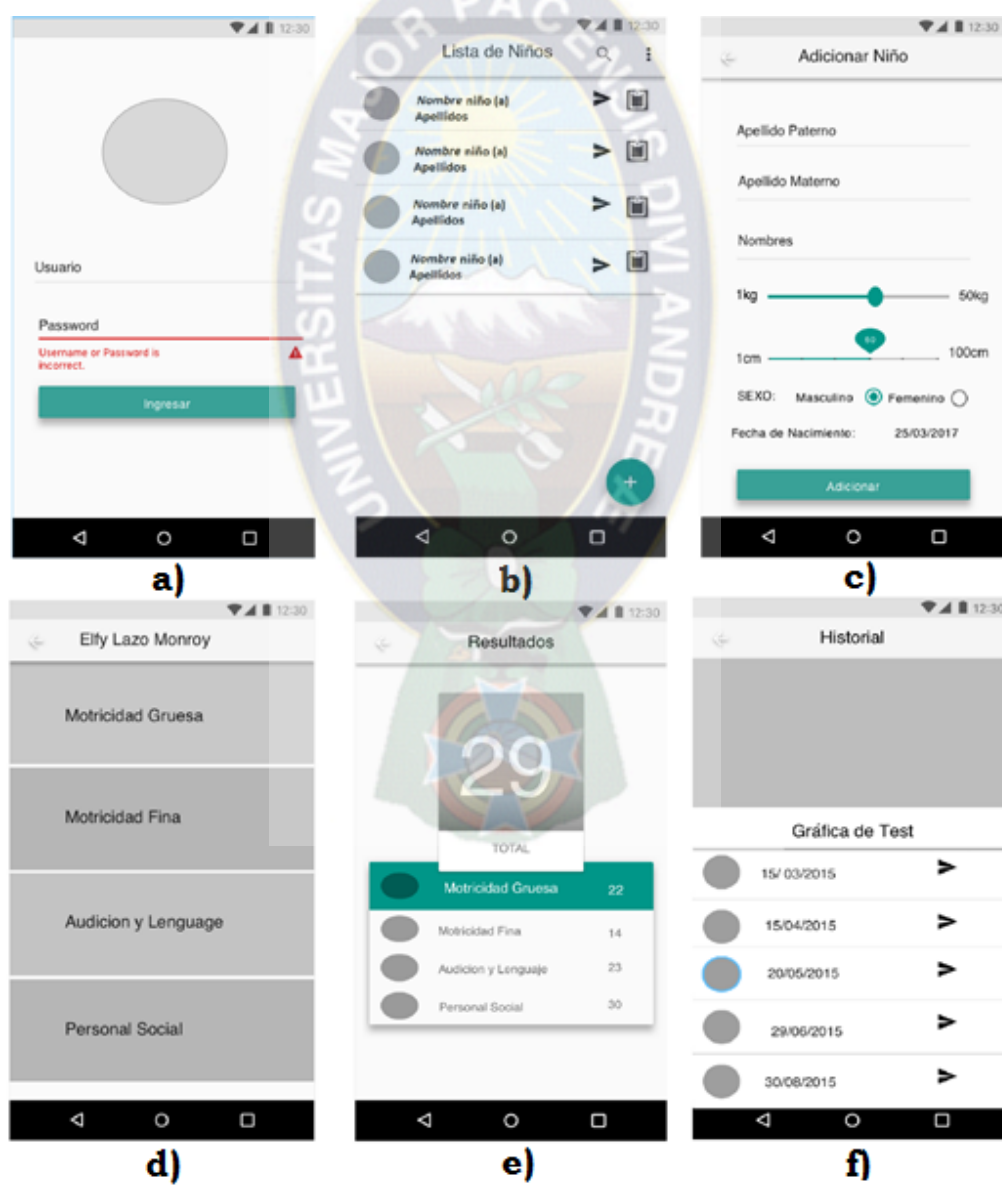 12:30
Usuario
Password
Username or Password is
incorrect.
Ingresar
a)
12:30
Lista de Niños
Nombre niño (a)
Apellidos
Nombre niño (a)
Apellidos
Nombre niño (a)
Apellidos
Nombre niño (a)
Apellidos
+
b)
12:30
Adicionar Niño
Apellido Paterno
Apellido Materno
Nombres
1kg 50kg
60
1cm 100cm
SEXO: Masculino Femenino
Fecha de Nacimiento: 25/03/2017
Adicionar
c)
12:30
Elfy Lazo Monroy
Motricidad Gruesa
Motricidad Fina
Audicion y Lenguage
Personal Social
d)
12:30
Resultados
29
TOTAL
Motricidad Gruesa 22
Motricidad Fina 14
Audicion y Lenguaje 23
Personal Social 30
e)
12:30
Historial
Gráfica de Test
15/ 03/2015
15/04/2015
20/05/2015
29/06/2015
30/08/2015
f)
UNIVERSITAS MAJOR PACENSIS DIVI ANDREÆ